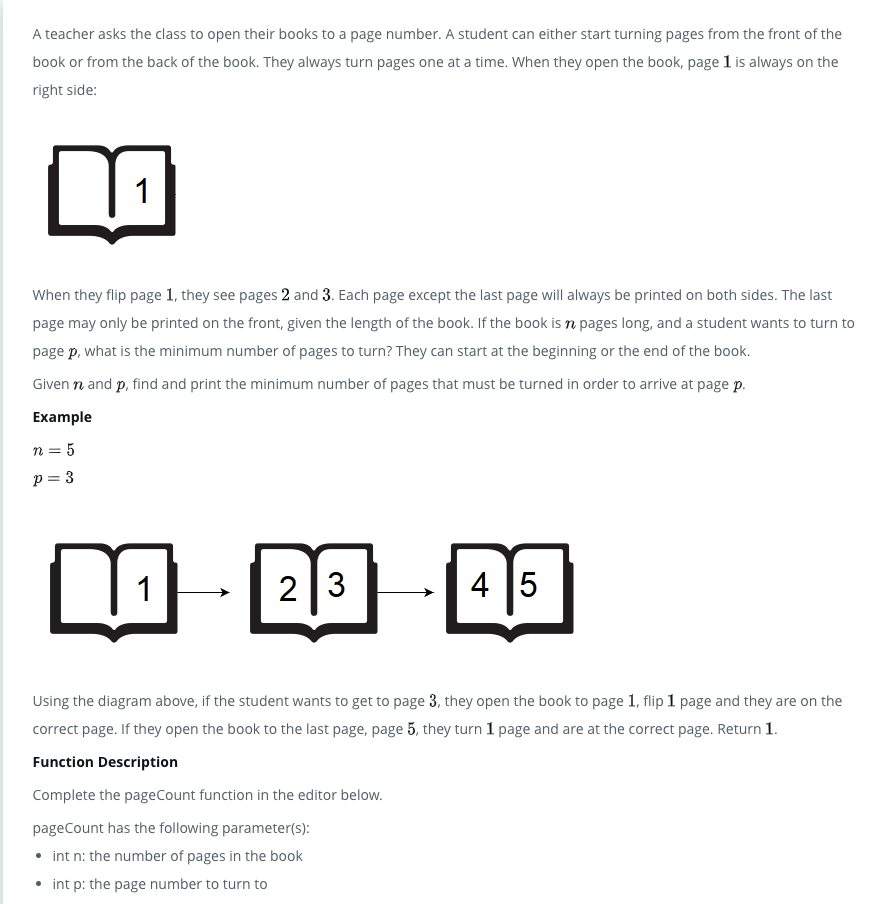 A teacher asks the class to open their books to a page number. A student can either start turning pages from the front of the
book or from the back of the book. They always turn pages one at a time. When they open the book, page 1 is always on the
right side:
1
When they flip page 1, they see pages 2 and 3. Each page except the last page will always be printed on both sides. The last
page may only be printed on the front, given the length of the book. If the book is n pages long, and a student wants to turn to
page p, what is the minimum number of pages to turn? They can start at the beginning or the end of the book.
Given n and p, find and print the minimum number of pages that must be turned in order to arrive at page p.
Example
n = 5
p = 3
1 2 3 4 5
Using the diagram above, if the student wants to get to page 3, they open the book to page 1, flip 1 page and they are on the
correct page. If they open the book to the last page, page 5, they turn 1 page and are at the correct page. Return 1.
Function Description
Complete the pageCount function in the editor below.
pageCount has the following parameter(s):
• int n: the number of pages in the book
• int p: the page number to turn to